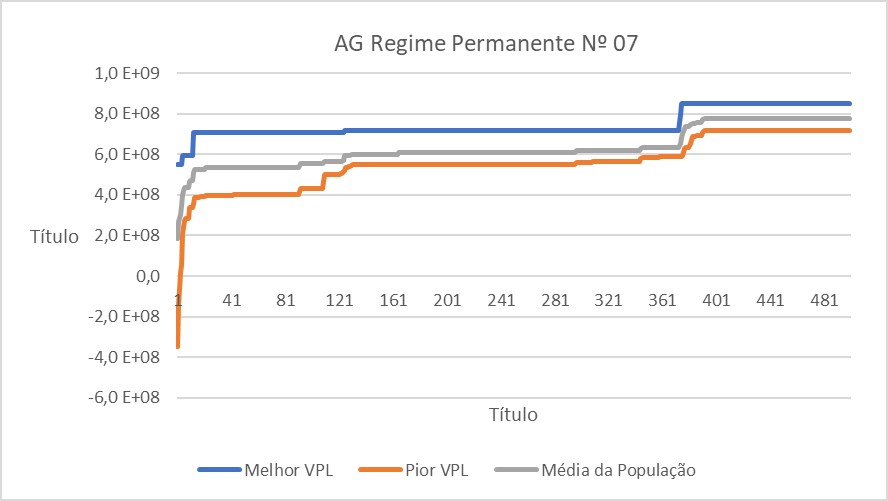 AG Regime Permanente Nº 07
1,0 E+09
8,0 E+08
6,0 E+08
4,0 E+08
2,0 E+08
0,0
-2,0 E+08
-4,0 E+08
-6,0 E+08
Título
1 41 81 121 161 201 241 281 321 361 401 441 481
Título
Melhor VPL Pior VPL Média da População